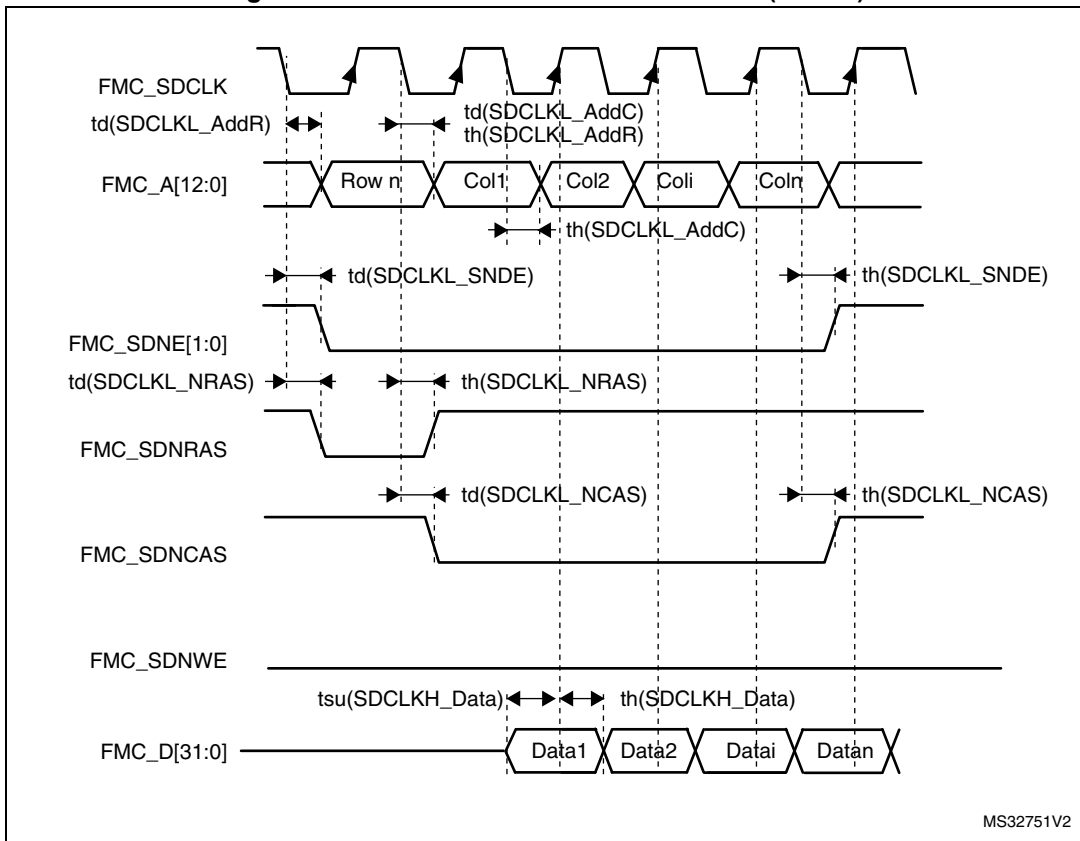 FMC_SDCLK
td(SDCLKL_AddR)
td(SDCLKL_AddC)
th(SDCLKL_AddR)
FMC_A[12:0]
Row n
Col1
Col2
Coli
Coln
th(SDCLKL_AddC)
td(SDCLKL_SNDE)
th(SDCLKL_SNDE)
FMC_SDNE[1:0]
td(SDCLKL_NRAS)
th(SDCLKL_NRAS)
FMC_SDNRAS
td(SDCLKL_NCAS)
th(SDCLKL_NCAS)
FMC_SDNCAS
FMC_SDNWE
tsu(SDCLKH_Data)
th(SDCLKH_Data)
FMC_D[31:0]
Data1
Data2
Datai
Datan
MS32751V2